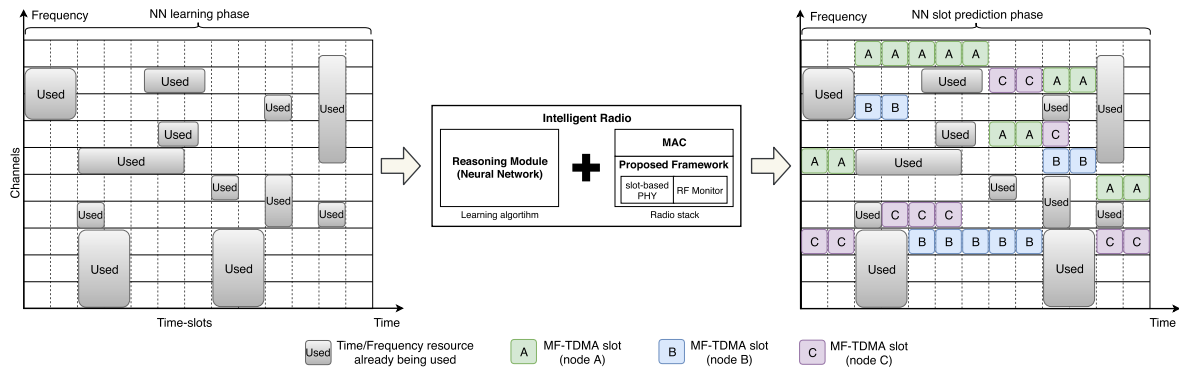 Frequency
NN learning phase
Used
Used
Used
Used
Used
Used
Used
Used
Used
Used
Used
Used
Channels
Time-slots
Time
Intelligent Radio
Reasoning Module
(Neural Network)
Learning algortihm
MAC
Proposed Framework
slot-based
PHY
RF Monitor
Radio stack
Frequency
NN slot prediction phase
A A A A A
Used
Used
C C A A
Used
B B
Used
Used
A A C
A A
Used
B B
Used
Used
A A
Used
C C C
Used
C C
Used
B B B B B
Used
C C
Time
Used
Time/Frequency resource
already being used
A
MF-TDMA slot
(node A)
B
MF-TDMA slot
(node B)
C
MF-TDMA slot
(node C)